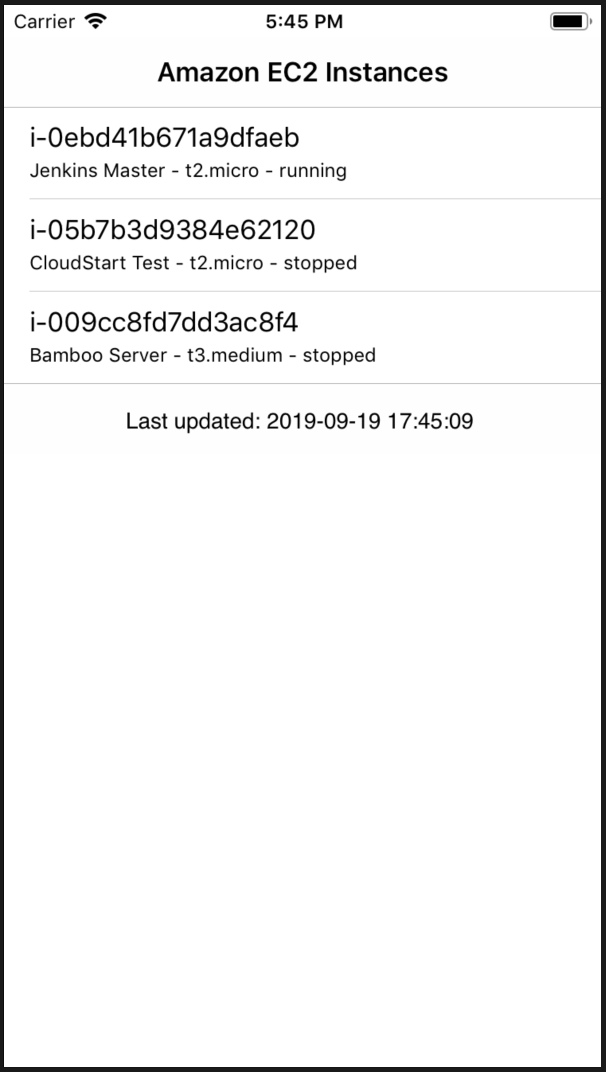 Carrier 5:45 PM
Amazon EC2 Instances
i-0ebd41b671a9dfaeb
Jenkins Master - t2.micro - running
i-05b7b3d9384e62120
CloudStart Test - t2.micro - stopped
i-009cc8fd7dd3ac8f4
Bamboo Server - t3.medium - stopped
Last updated: 2019-09-19 17:45:09